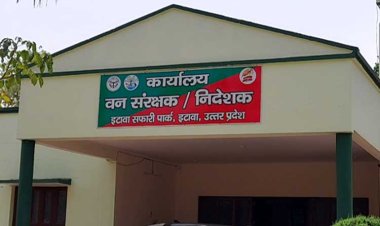 कार्यालय
वन संरक्षक / निदेशक
इटावा सफारी पार्क, इटावा, उत्तर प्रदेश